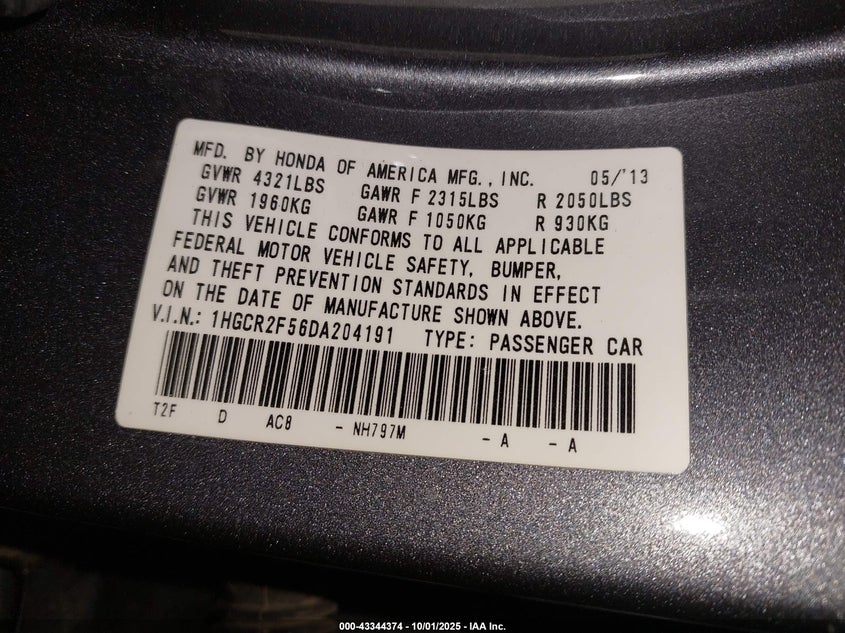 MFD. BY HONDA OF AMERICA MFG., INC. 05/'13
GVWR 4321LBS GAWR F 2315LBS R 2050LBS
GVWR 1960KG GAWR F 1050KG R 930KG
THIS VEHICLE CONFORMS TO ALL APPLICABLE
FEDERAL MOTOR VEHICLE SAFETY, BUMPER,
AND THEFT PREVENTION STANDARDS IN EFFECT
ON THE DATE OF MANUFACTURE SHOWN ABOVE.
V.I.N.: 1HGCR2F56DA204191 TYPE: PASSENGER CAR
T2F D AC8 - NH797M - A - A
000-43344374 - 10/01/2025 - IAA Inc.